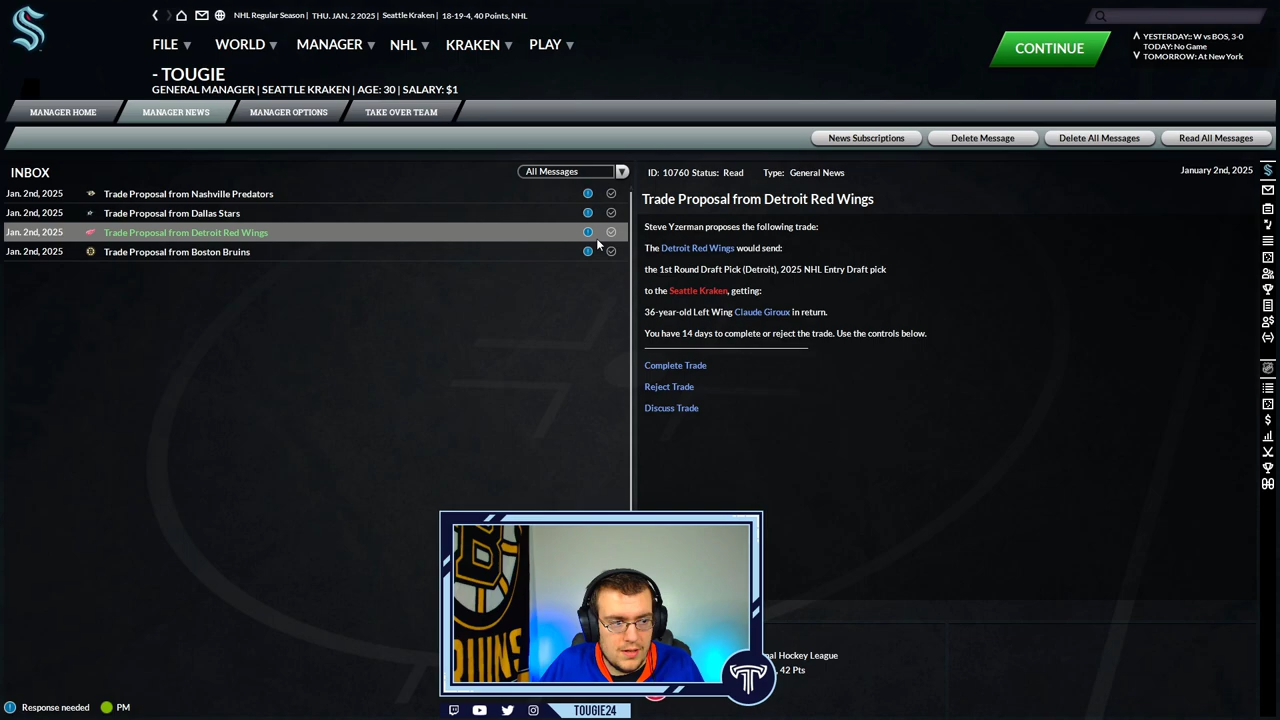 NHL Regular Season | THU. JAN. 2 2025 | Seattle Kraken | 18-19-4, 40 Points, NHL
FILE WORLD MANAGER NHL KRAKEN PLAY
CONTINUE
YESTERDAY:: W vs BOS, 3-0
TODAY: No Game
TOMORROW: At New York
- TOUGIE
GENERAL MANAGER | SEATTLE KRAKEN | AGE: 30 | SALARY: $1
MANAGER HOME MANAGER NEWS MANAGER OPTIONS TAKE OVER TEAM
News Subscriptions Delete Message Delete All Messages Read All Messages
INBOX All Messages
Jan. 2nd, 2025 Trade Proposal from Nashville Predators
Jan. 2nd, 2025 Trade Proposal from Dallas Stars
Jan. 2nd, 2025 Trade Proposal from Detroit Red Wings
Jan. 2nd, 2025 Trade Proposal from Boston Bruins
ID: 10760 Status: Read Type: General News January 2nd, 2025
Trade Proposal from Detroit Red Wings
Steve Yzerman proposes the following trade:
The Detroit Red Wings would send:
the 1st Round Draft Pick (Detroit), 2025 NHL Entry Draft pick
to the Seattle Kraken, getting:
36-year-old Left Wing Claude Giroux in return.
You have 14 days to complete or reject the trade. Use the controls below.
Complete Trade
Reject Trade
Discuss Trade
nal Hockey League
, 42 Pts
B
UINS
TOUGIE24
Response needed PM